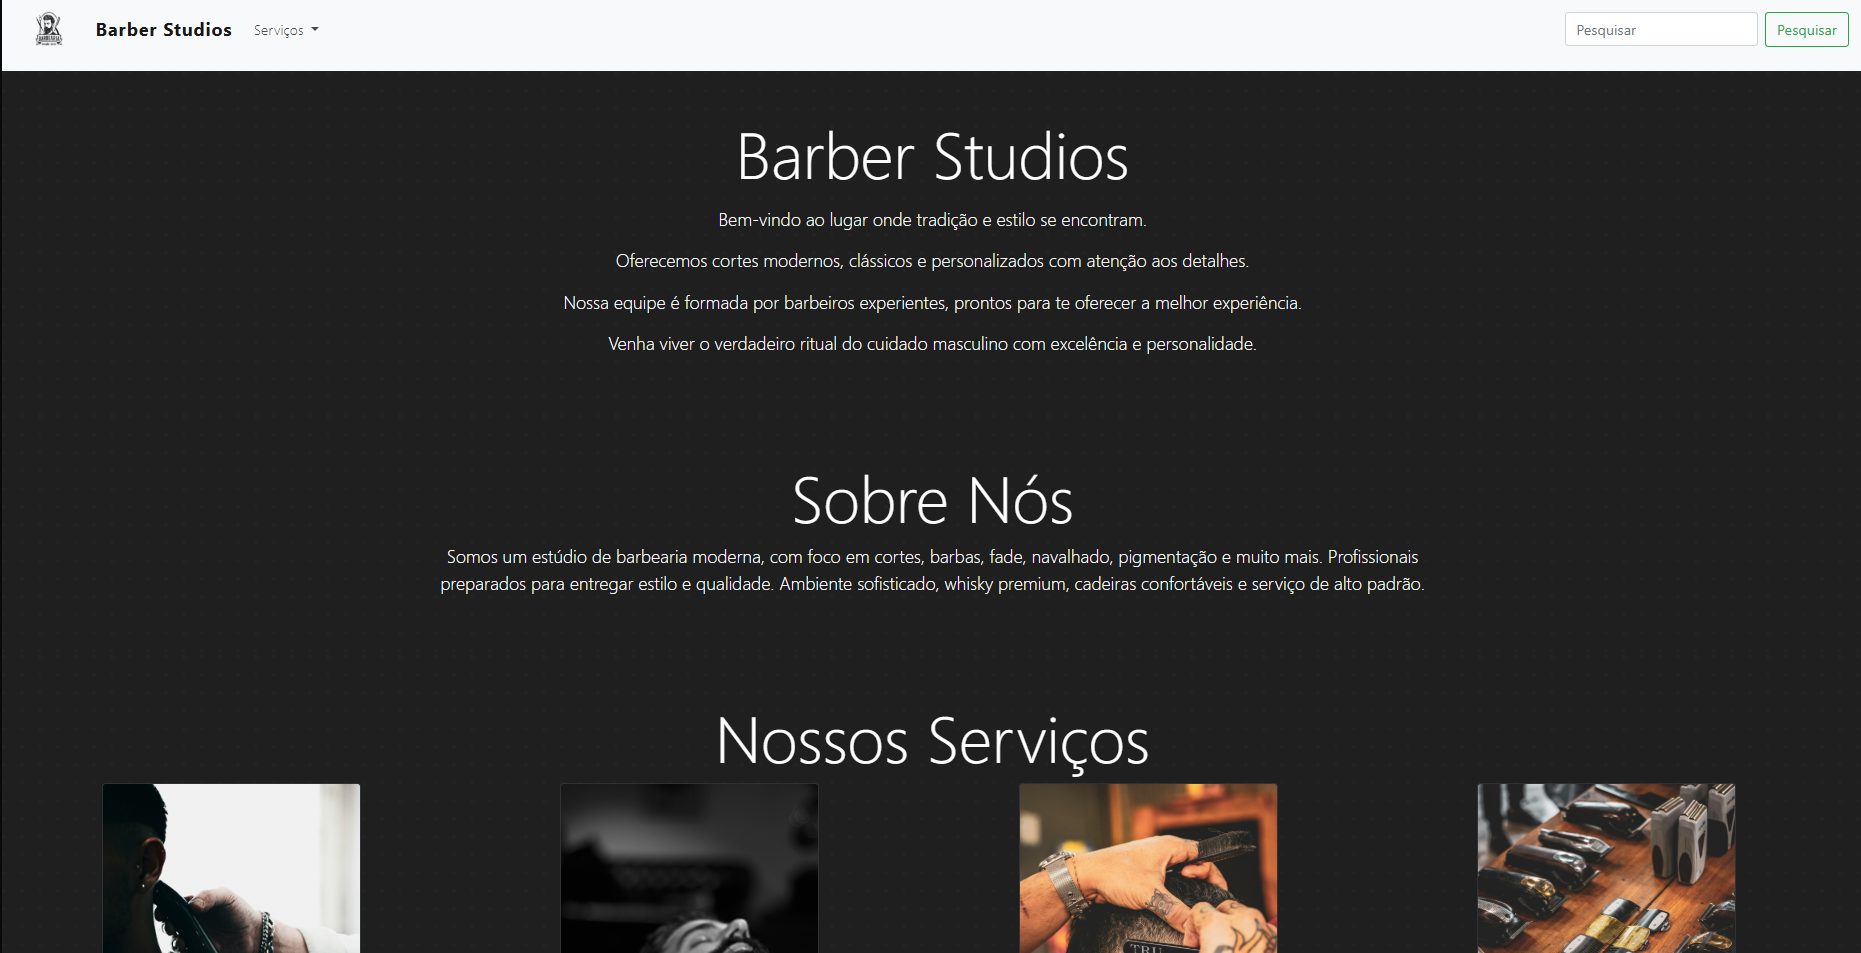 BARBEARIA
Barber Studios
Serviços
Pesquisar
Pesquisar
Barber Studios
Bem-vindo ao lugar onde tradição e estilo se encontram.
Oferecemos cortes modernos, clássicos e personalizados com atenção aos detalhes.
Nossa equipe é formada por barbeiros experientes, prontos para te oferecer a melhor experiência.
Venha viver o verdadeiro ritual do cuidado masculino com excelência e personalidade.
Sobre Nós
Somos um estúdio de barbearia moderna, com foco em cortes, barbas, fade, navalhado, pigmentação e muito mais. Profissionais
preparados para entregar estilo e qualidade. Ambiente sofisticado, whisky premium, cadeiras confortáveis e serviço de alto padrão.
Nossos Serviços
TRU